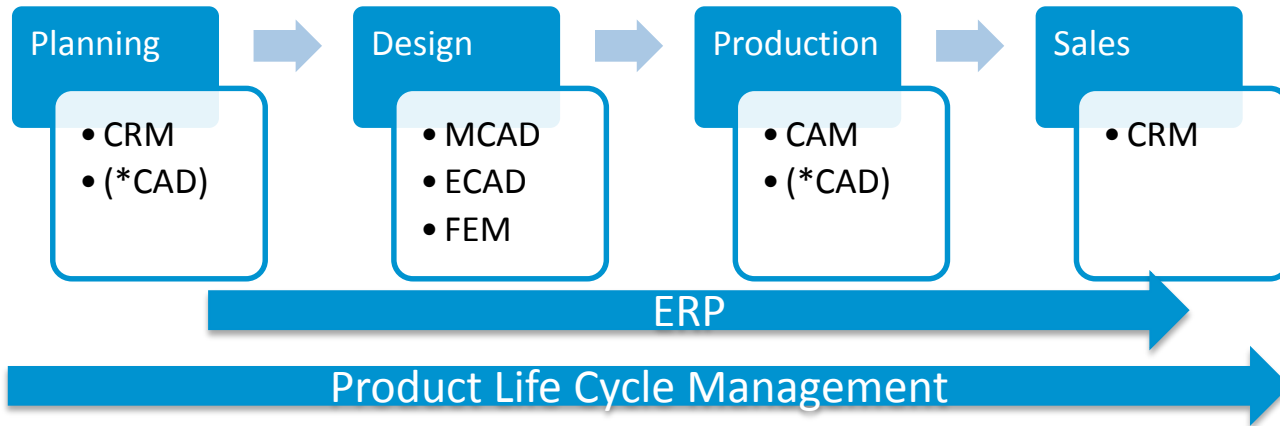 Planning
• CRM
• (*CAD)
Design
• MCAD
• ECAD
• FEM
Production
• CAM
• (*CAD)
Sales
• CRM
ERP
Product Life Cycle Management